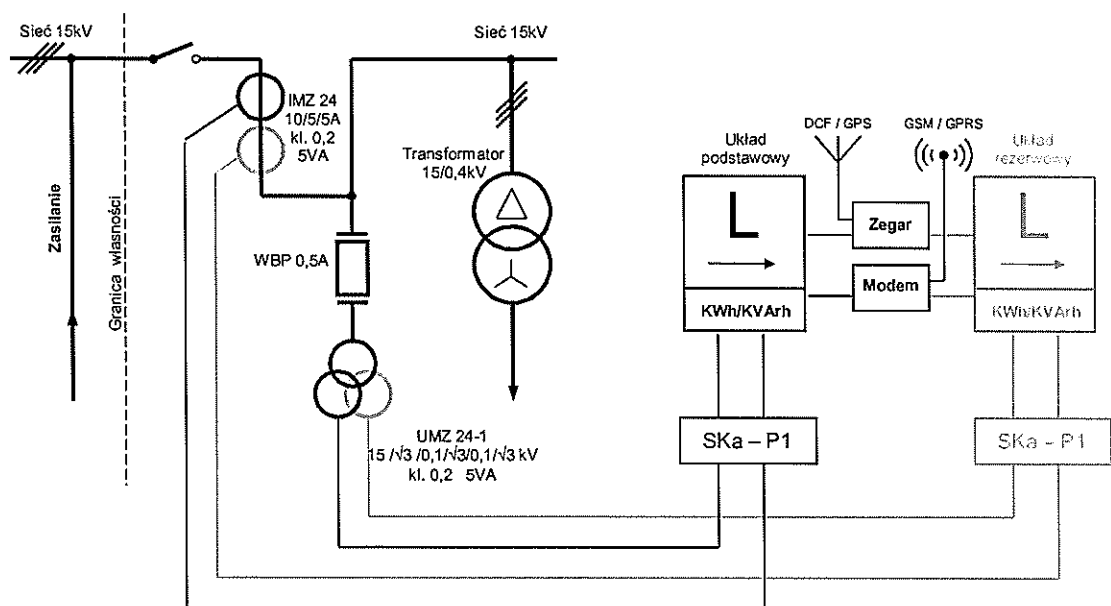 Sieć 15kV
Sieć 15kV
Zasilanie
Granica własności
IMZ 24
10/5/5A
kl. 0,2
5VA
Transformator
15/0,4kV
WBP 0,5A
UMZ 24-1
15 /√3 /0,1/√3/0,1/√3 kV
kl. 0,2 5VA
DCF / GPS
GSM / GPRS
Układ
podstawowy
Układ
rezerwowy
L
Zegar
L
Modem
KWh/KVArh
KWh/KVArh
SKa – P1
SKa – P1